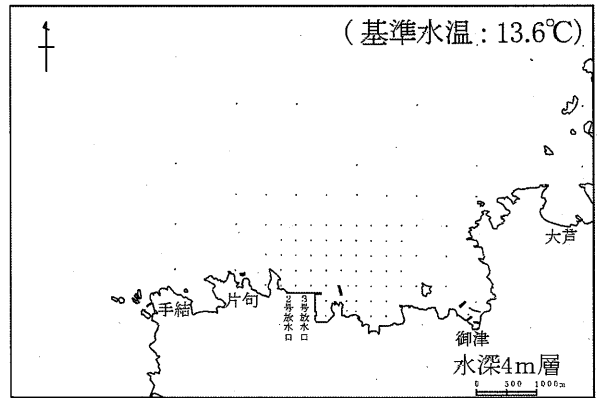 (基準水温：13.6℃)
大芦
手結
片句
2号放水口
3号放水口
御津
水深4m層
0 500 1000m